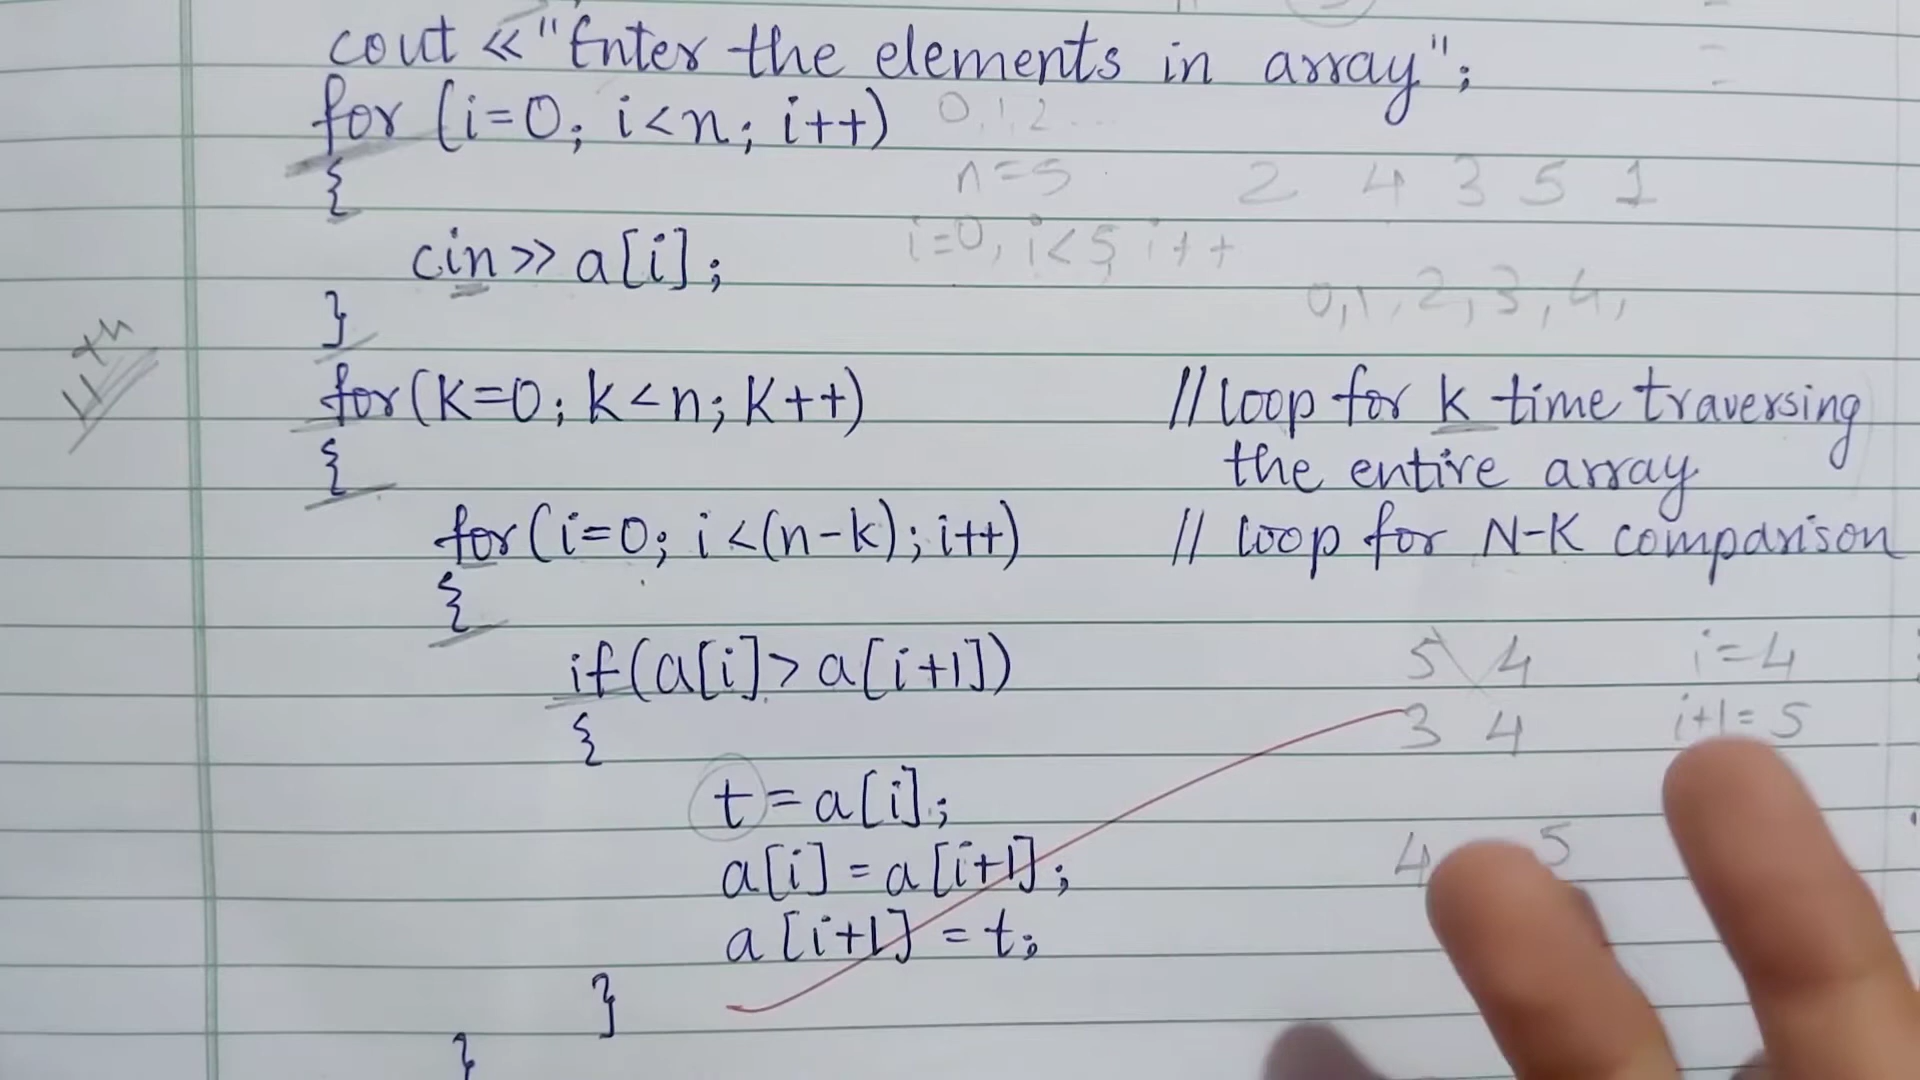 cout << "Enter the elements in array";
for (i=0; i<n; i++) 0,1,2...
n=5 2 4 3 5 1
{
i=0, i<5, i++
cin >> a[i];
0,1,2,3,4,
}
11th
for(K=0; k<n; K++) // loop for k time traversing
{ the entire array
for(i=0; i<(n-k); i++) // loop for N-K comparison
{
if(a[i]> a[i+1]) 5 4 i=4
{ 3 4 i+1=5
t=a[i];
a[i] = a[i+1]; 4 5
a[i+1] = t;
}
}